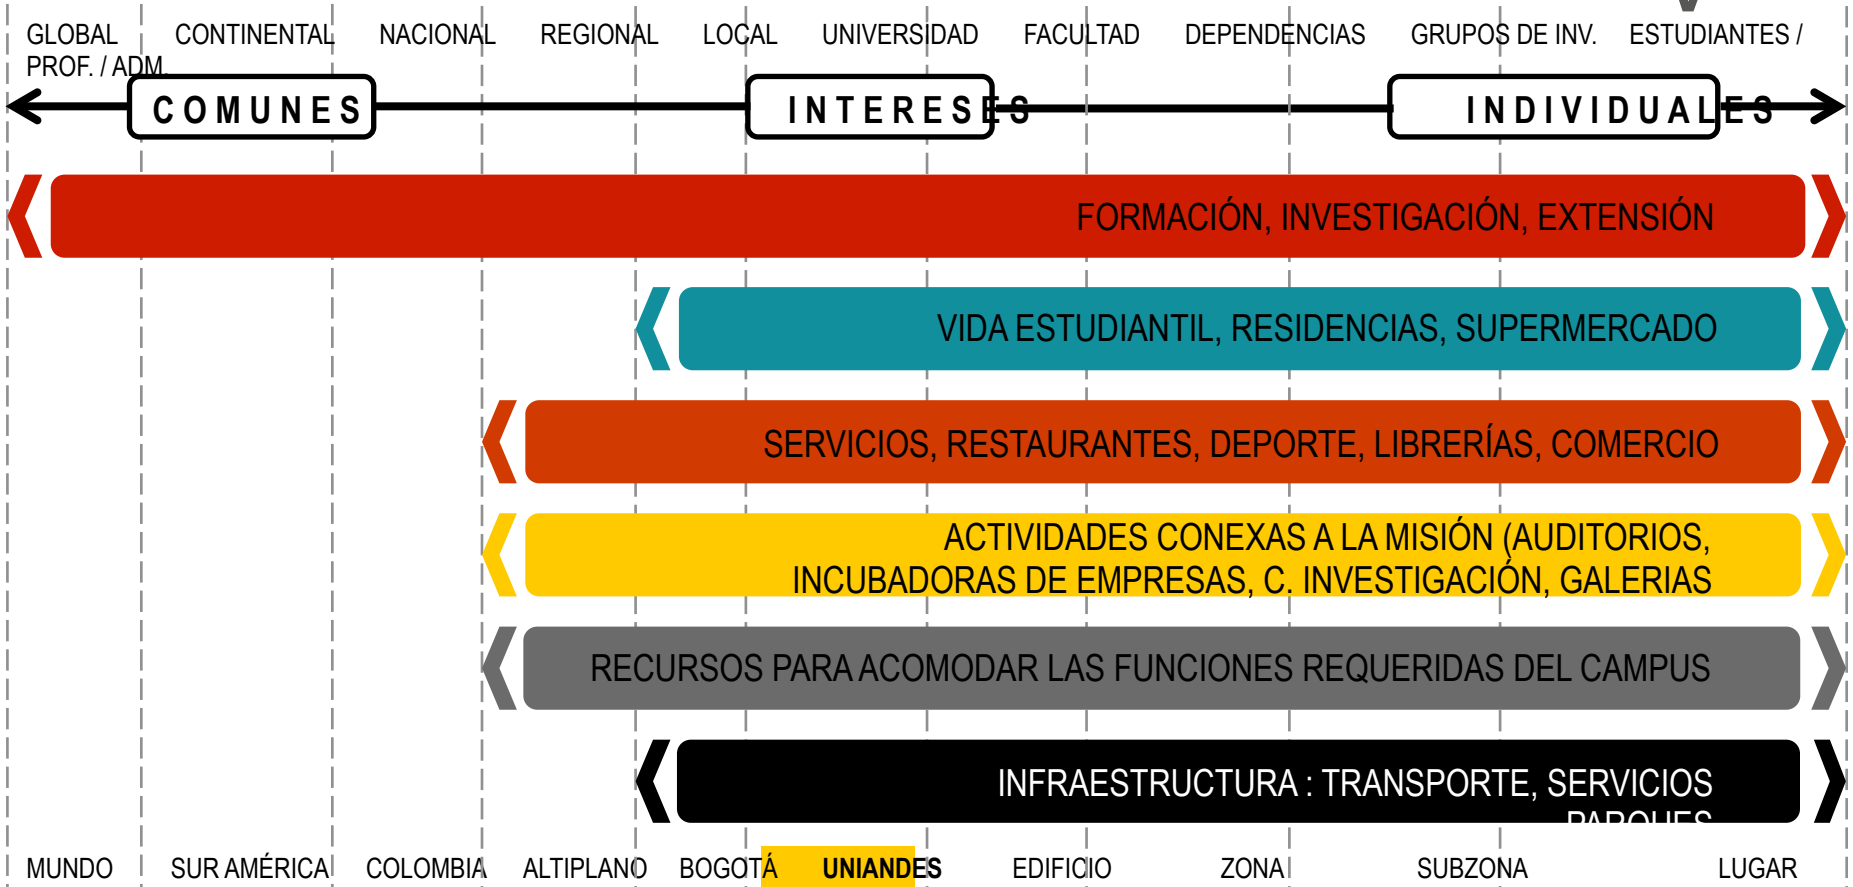 GLOBAL CONTINENTAL NACIONAL REGIONAL LOCAL UNIVERSIDAD FACULTAD DEPENDENCIAS GRUPOS DE INV. ESTUDIANTES /
PROF. / ADM.
COMUNES INTERESES INDIVIDUALES
FORMACIÓN, INVESTIGACIÓN, EXTENSIÓN
VIDA ESTUDIANTIL, RESIDENCIAS, SUPERMERCADO
SERVICIOS, RESTAURANTES, DEPORTE, LIBRERÍAS, COMERCIO
ACTIVIDADES CONEXAS A LA MISIÓN (AUDITORIOS,
INCUBADORAS DE EMPRESAS, C. INVESTIGACIÓN, GALERIAS
RECURSOS PARA ACOMODAR LAS FUNCIONES REQUERIDAS DEL CAMPUS
INFRAESTRUCTURA : TRANSPORTE, SERVICIOS
PARQUES
MUNDO SUR AMÉRICA COLOMBIA ALTIPLANO BOGOTÁ UNIANDES EDIFICIO ZONA SUBZONA LUGAR